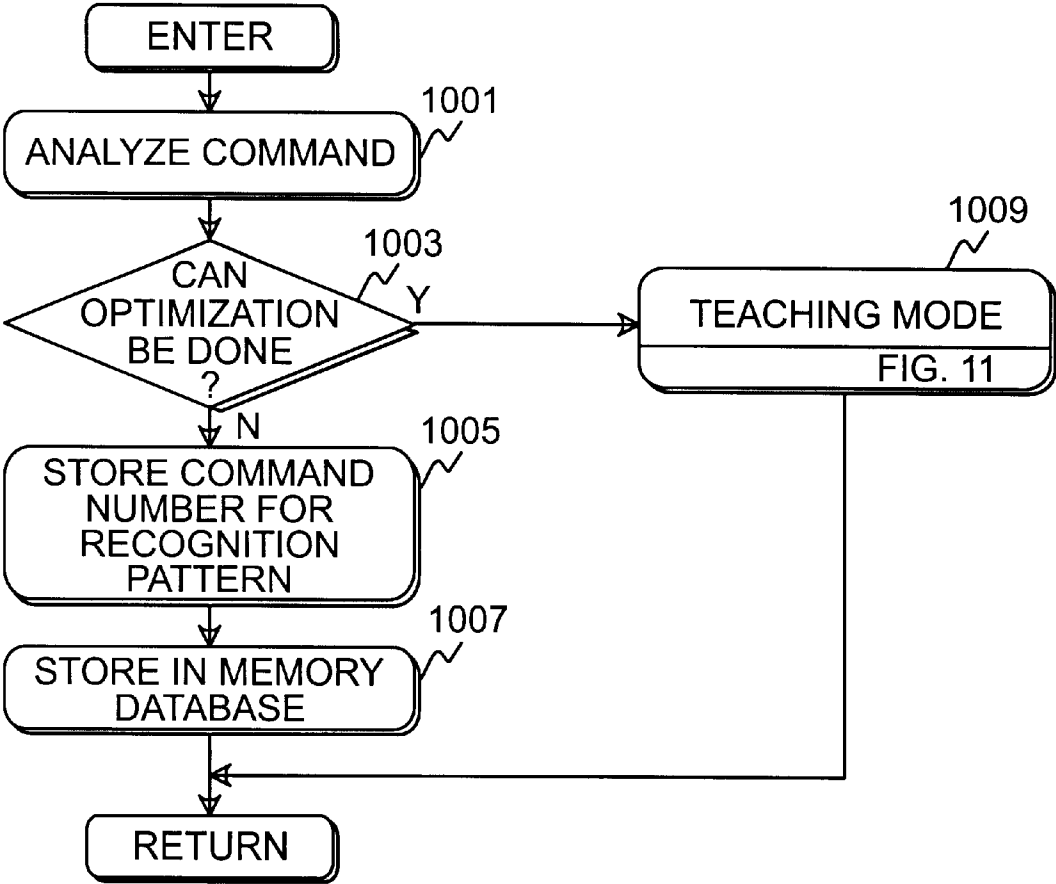 ENTER
1001
ANALYZE COMMAND
1003
CAN
OPTIMIZATION
BE DONE
?
Y
N
1009
TEACHING MODE
FIG. 11
1005
STORE COMMAND
NUMBER FOR
RECOGNITION
PATTERN
1007
STORE IN MEMORY
DATABASE
RETURN